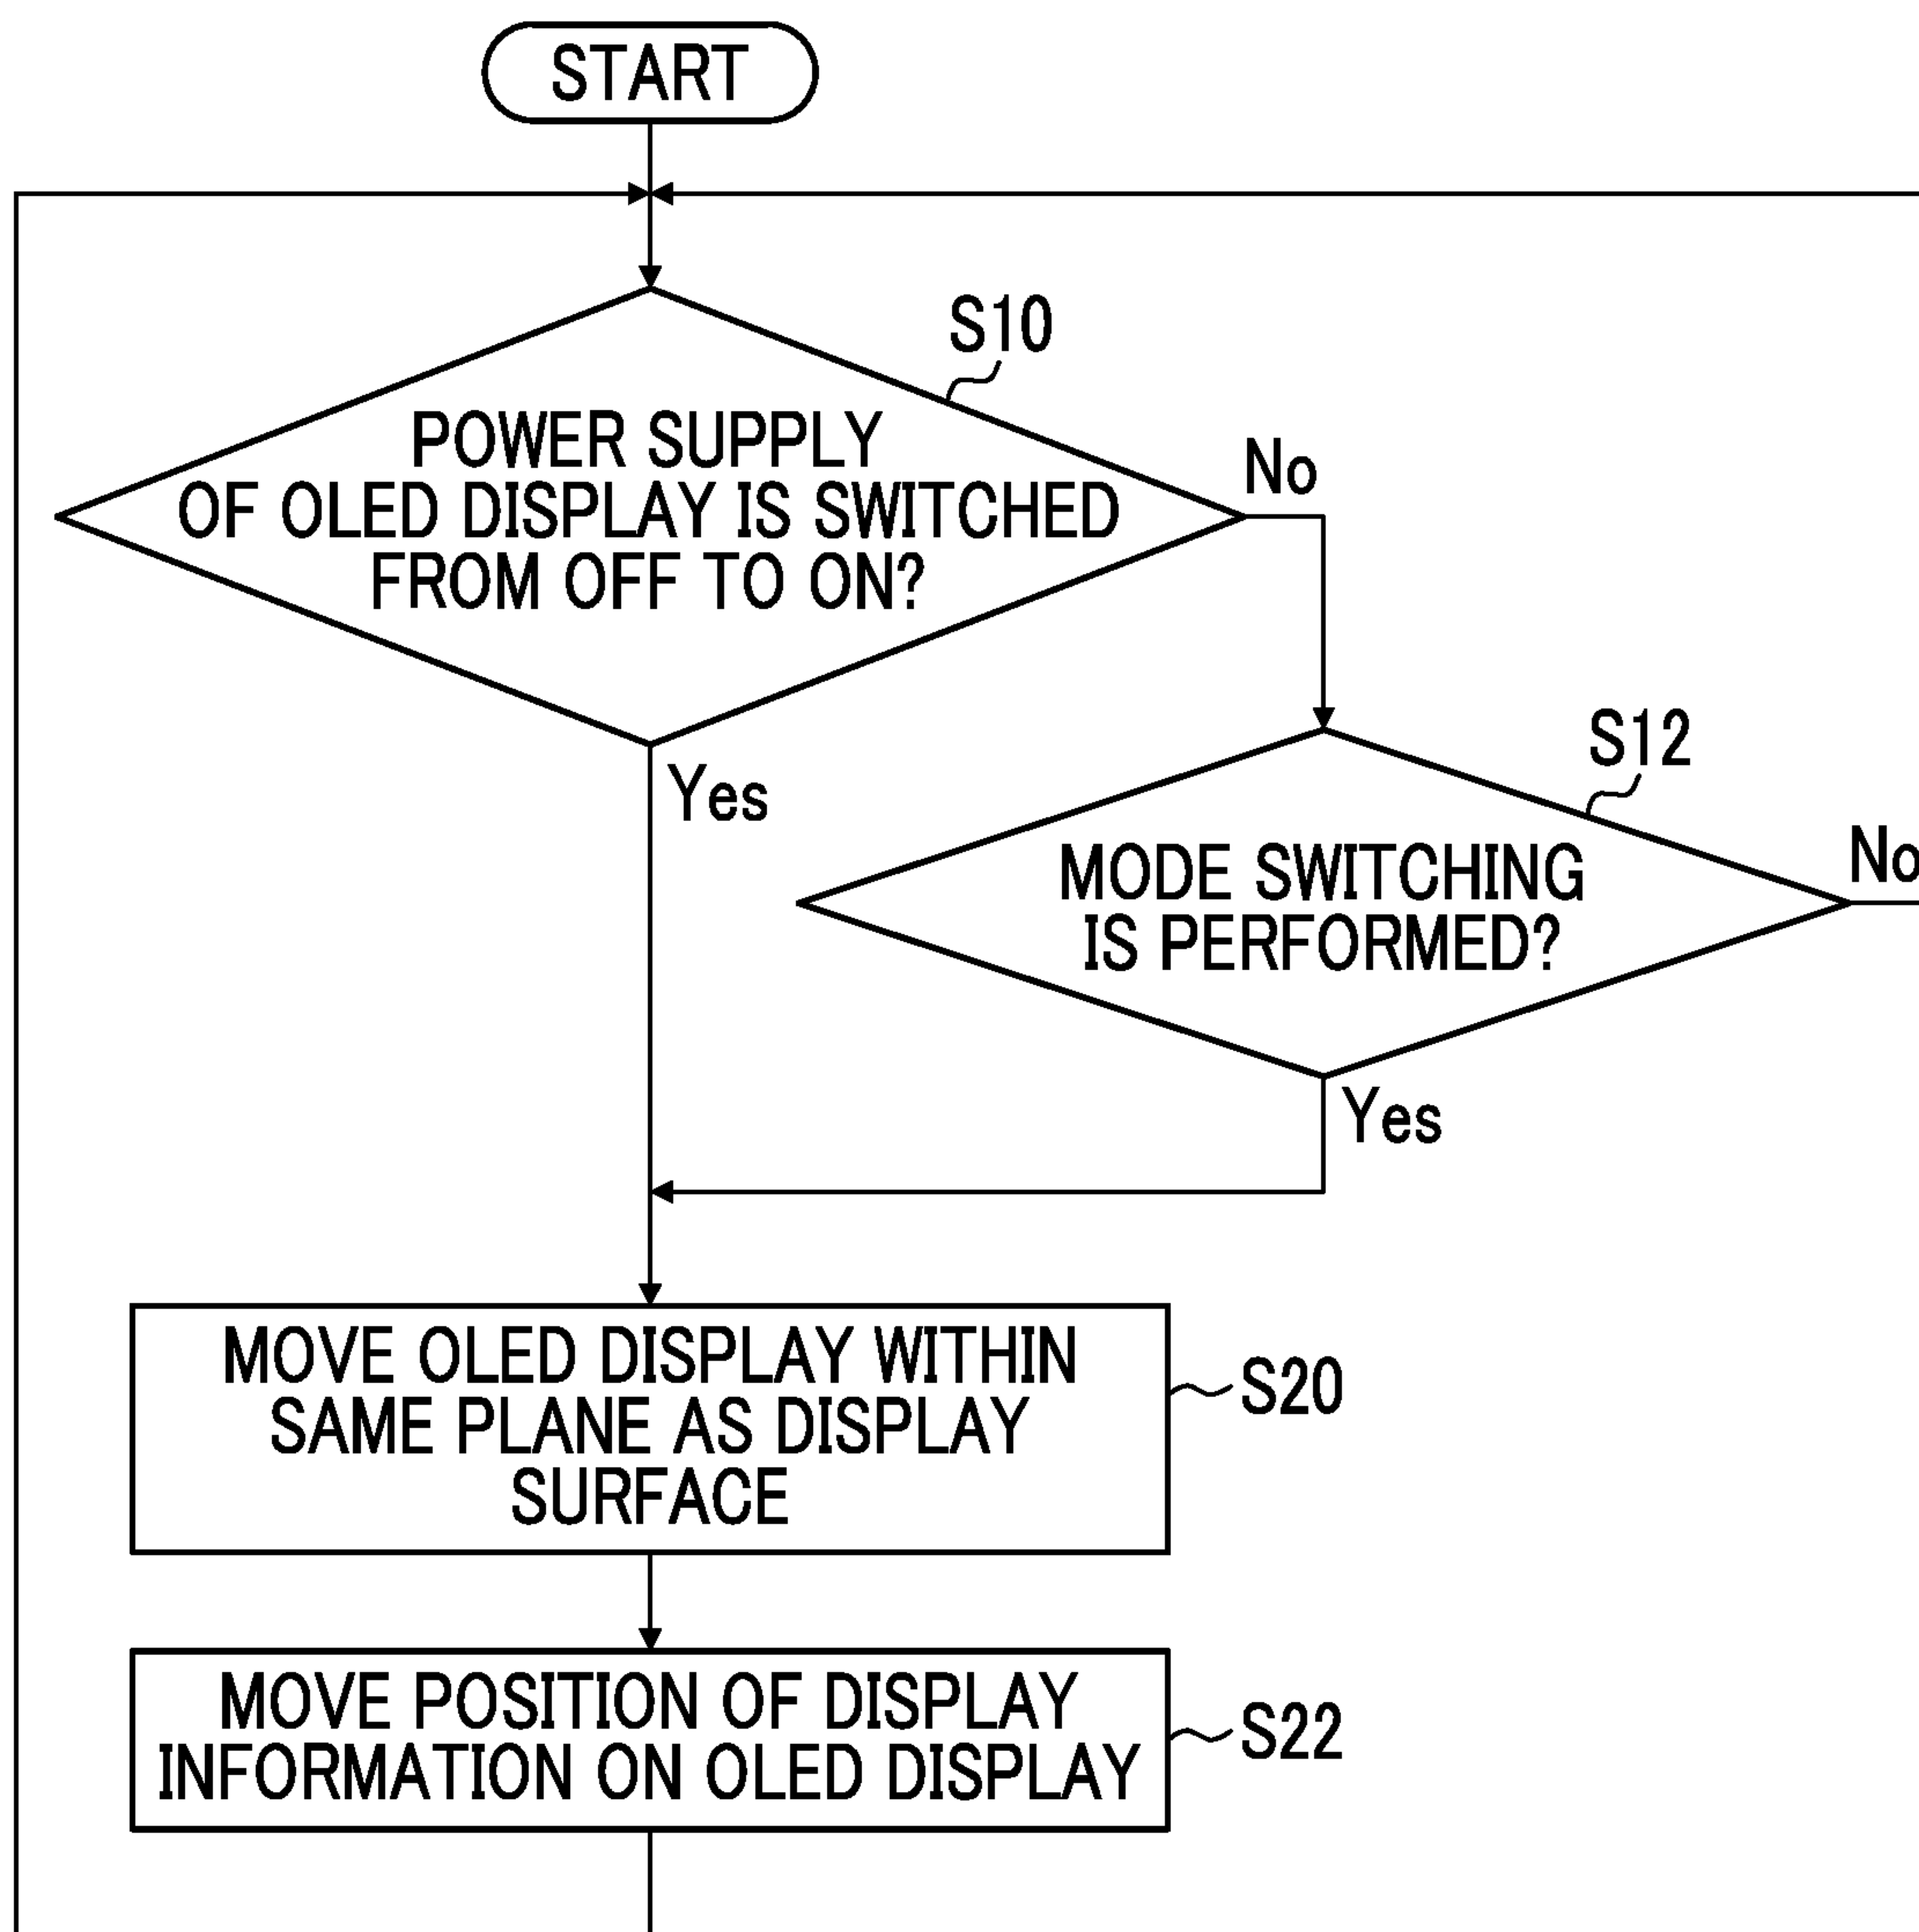 START
S10
POWER SUPPLY
OF OLED DISPLAY IS SWITCHED
FROM OFF TO ON?
No
Yes
S12
MODE SWITCHING
IS PERFORMED?
No
Yes
MOVE OLED DISPLAY WITHIN
SAME PLANE AS DISPLAY
SURFACE
S20
MOVE POSITION OF DISPLAY
INFORMATION ON OLED DISPLAY
S22